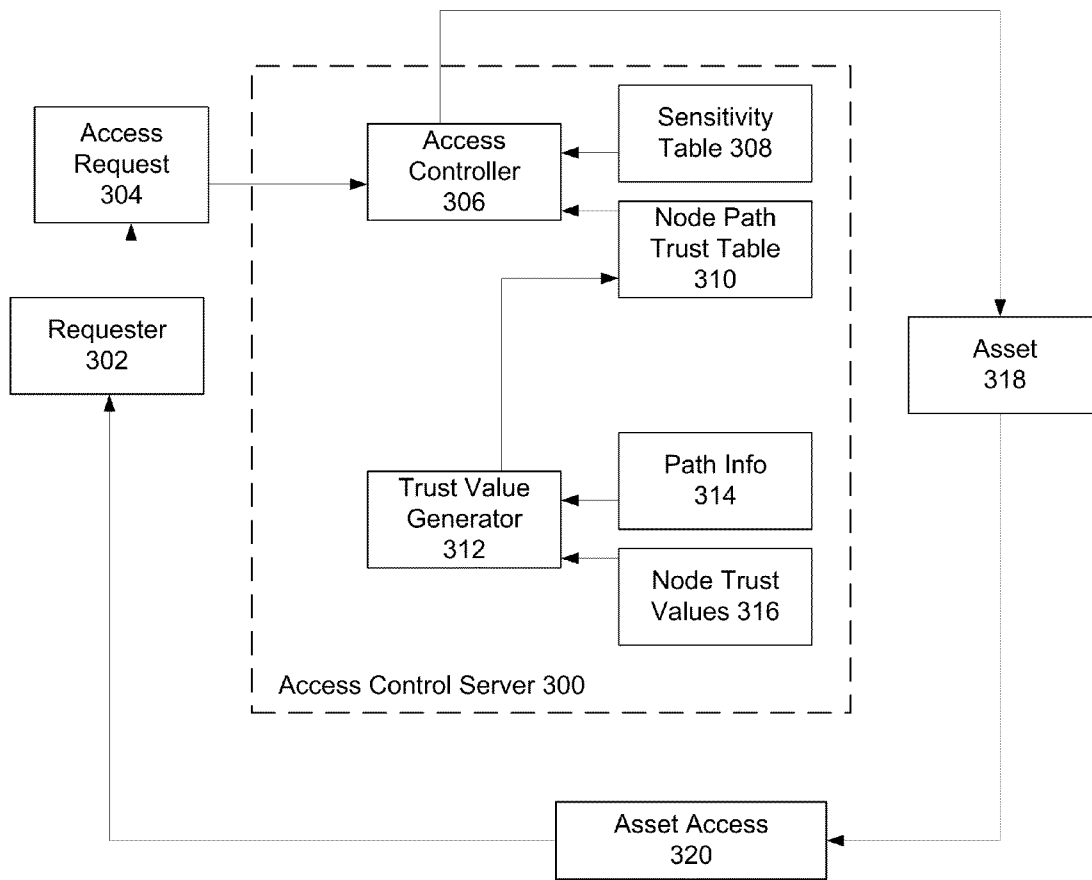 Access
Request
304
Access
Controller
306
Sensitivity
Table 308
Node Path
Trust Table
310
Requester
302
Asset
318
Trust Value
Generator
312
Path Info
314
Node Trust
Values 316
Access Control Server 300
Asset Access
320